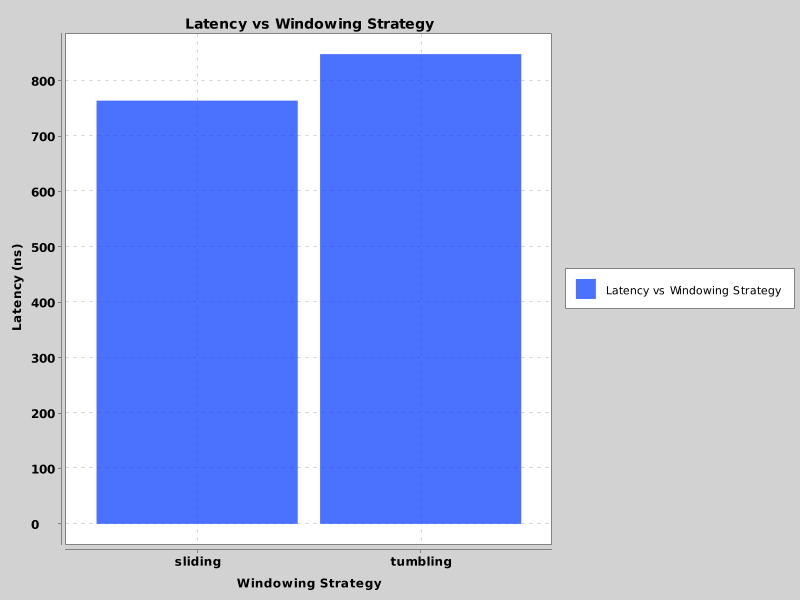 Latency vs Windowing Strategy
800
700
600
500
400
300
200
100
0
Latency (ns)
sliding
tumbling
Windowing Strategy
Latency vs Windowing Strategy